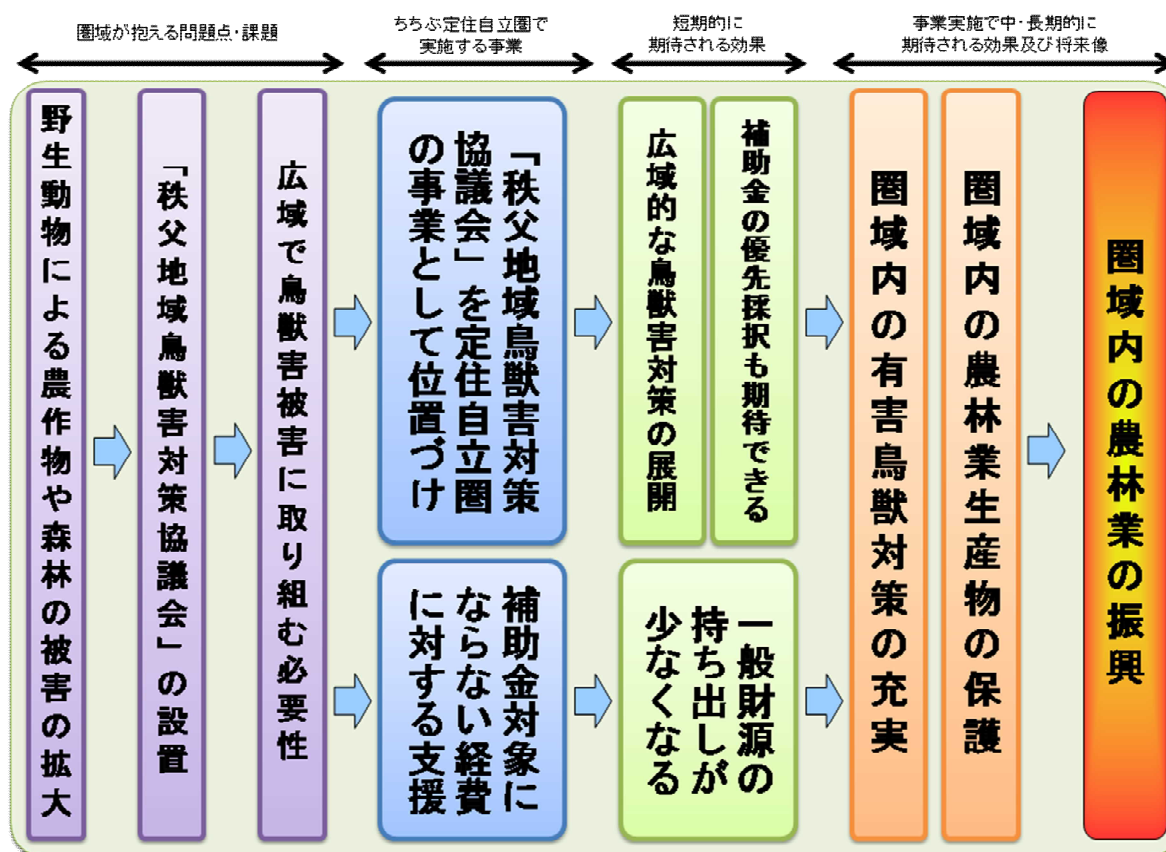 圏域が抱える問題点・課題
ちちぶ定住自立圏で
実施する事業
短期的に
期待される効果
事業実施で中・長期的に
期待される効果及び将来像
野生動物による農作物や森林の被害の拡大
「秩父地域鳥獣害対策協議会」の設置
広域で鳥獣害被害に取り組む必要性
「秩父地域鳥獣害対策
協議会」を定住自立圏
の事業として位置づけ
補助金対象に
ならない経費
に対する支援
補助金の優先採択も期待できる
広域的な鳥獣害対策の展開
一般財源の
持ち出しが
少なくなる
圏域内の有害鳥獣対策の充実
圏域内の農林業生産物の保護
圏域内の農林業の振興